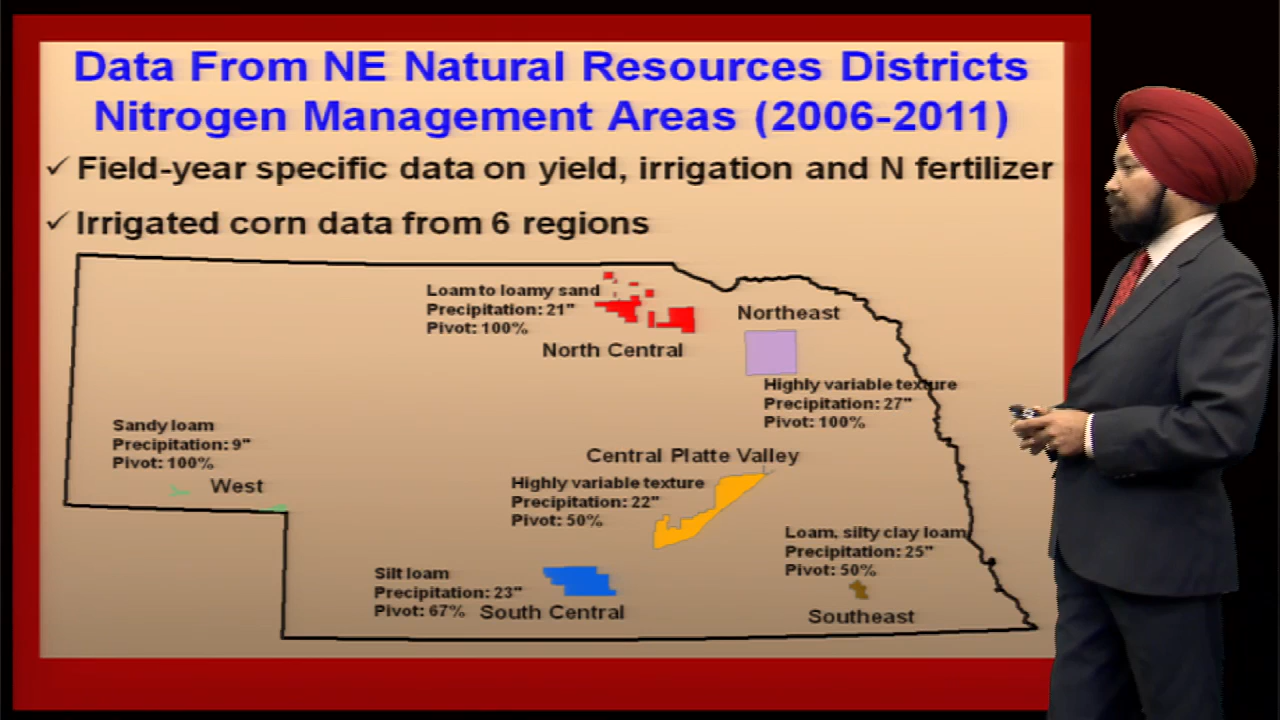 Data From NE Natural Resources Districts
Nitrogen Management Areas (2006-2011)
✓ Field-year specific data on yield, irrigation and N fertilizer
✓ Irrigated corn data from 6 regions
Loam to loamy sand
Precipitation: 21"
Pivot: 100%
North Central
Northeast
Highly variable texture
Precipitation: 27"
Pivot: 100%
Sandy loam
Precipitation: 9"
Pivot: 100%
West
Central Platte Valley
Highly variable texture
Precipitation: 22"
Pivot: 50%
Loam, silty clay loam
Precipitation: 25"
Pivot: 50%
Southeast
Silt loam
Precipitation: 23"
Pivot: 67%
South Central